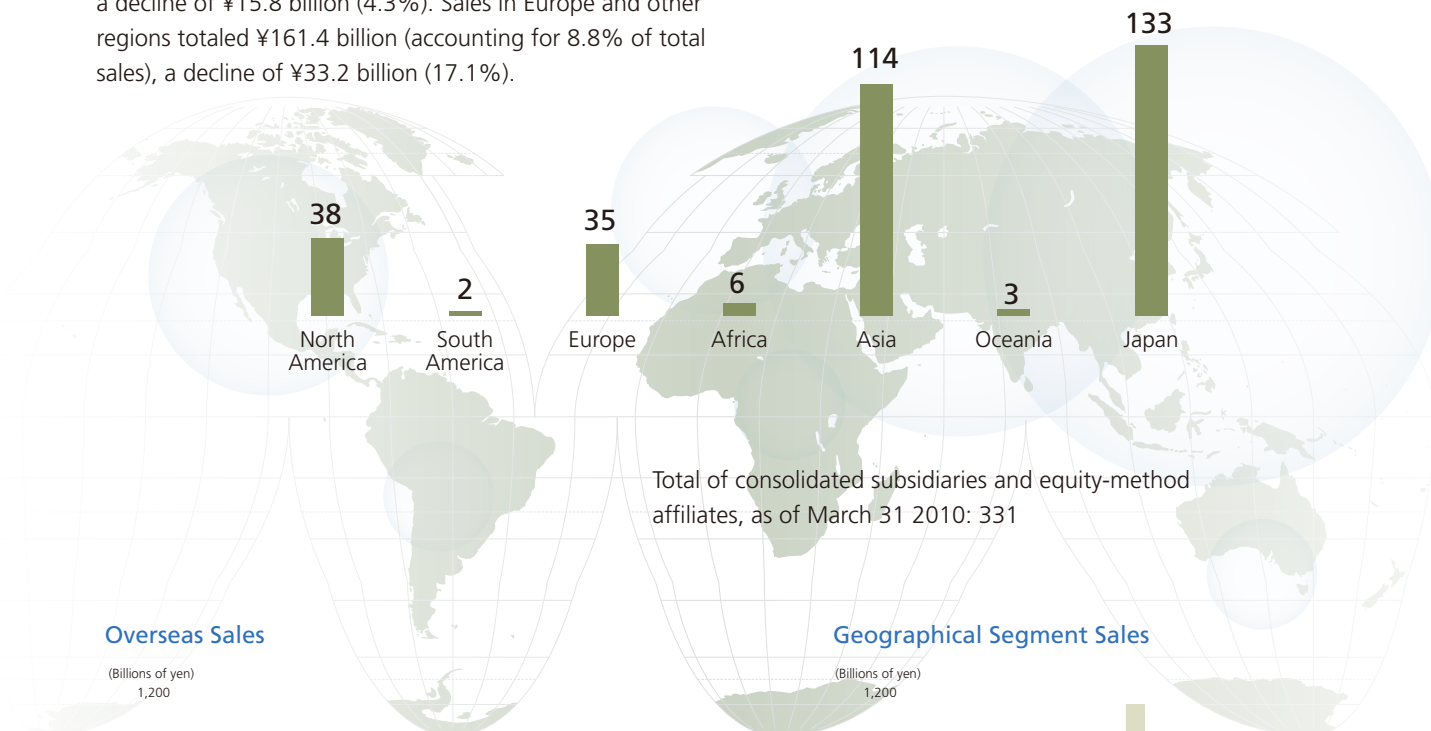 a decline of ¥15.8 billion (4.3%). Sales in Europe and other
regions totaled ¥161.4 billion (accounting for 8.8% of total
sales), a decline of ¥33.2 billion (17.1%).
133
114
38
35
2
6
3
North
America
South
America
Europe
Africa
Asia
Oceania
Japan
Total of consolidated subsidiaries and equity-method
affiliates, as of March 31 2010: 331
Overseas Sales
(Billions of yen)
1,200
Geographical Segment Sales
(Billions of yen)
1,200